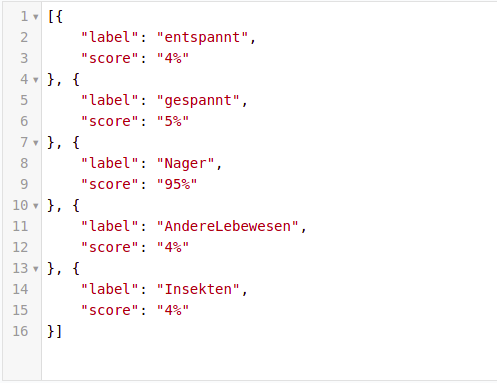 1 [{
2 "label": "entspannt",
3 "score": "4%"
4 }, {
5 "label": "gespannt",
6 "score": "5%"
7 }, {
8 "label": "Nager",
9 "score": "95%"
10 }, {
11 "label": "AndereLebewesen",
12 "score": "4%"
13 }, {
14 "label": "Insekten",
15 "score": "4%"
16 }]